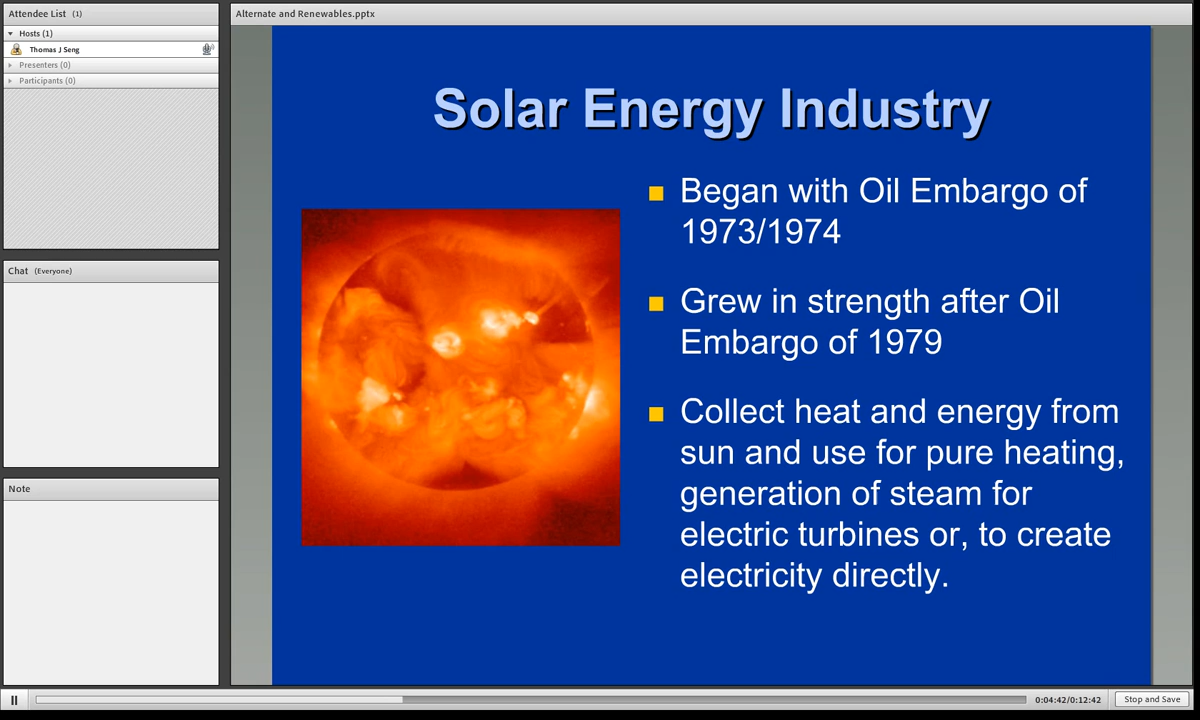 Attendee List (1)
Hosts (1)
Thomas J Seng
Presenters (0)
Participants (0)
Chat (Everyone)
Note
Alternate and Renewables.pptx
Solar Energy Industry
Began with Oil Embargo of
1973/1974
Grew in strength after Oil
Embargo of 1979
Collect heat and energy from
sun and use for pure heating,
generation of steam for
electric turbines or, to create
electricity directly.
0:04:42/0:12:42
Stop and Save